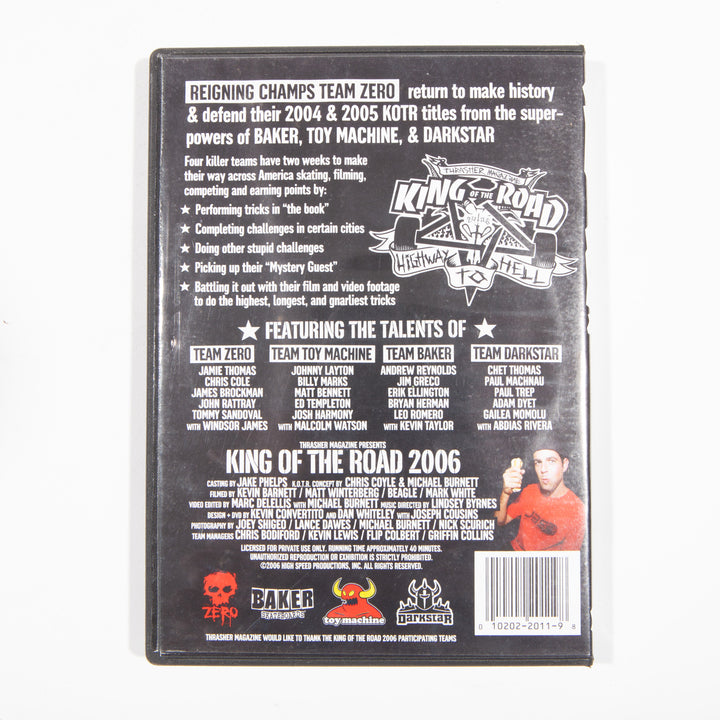 REIGNING CHAMPS TEAM ZERO return to make history
& defend their 2004 & 2005 KOTR titles from the super-
powers of BAKER, TOY MACHINE, & DARKSTAR
Four killer teams have two weeks to make
their way across America skating, filming,
competing and earning points by:
★ Performing tricks in "the book"
★ Completing challenges in certain cities
★ Doing other stupid challenges
★ Picking up their "Mystery Guest"
★ Battling it out with their film and video footage
to do the highest, longest, and gnarliest tricks
THRASHER MAGAZINE
KING OF THE ROAD
HIGHWAY TO HELL
★ FEATURING THE TALENTS OF ★
TEAM ZERO
JAMIE THOMAS
CHRIS COLE
JAMES BROCKMAN
JOHN RATTRAY
TOMMY SANDOVAL
WITH WINDSOR JAMES
TEAM TOY MACHINE
JOHNNY LAYTON
BILLY MARKS
MATT BENNETT
ED TEMPLETON
JOSH HARMONY
WITH MALCOLM WATSON
TEAM BAKER
ANDREW REYNOLDS
JIM GRECO
ERIK ELLINGTON
BRYAN HERMAN
LEO ROMERO
WITH KEVIN TAYLOR
TEAM DARKSTAR
CHET THOMAS
PAUL MACHNAU
PAUL TREP
ADAM DYET
GAILEA MOMOLU
WITH ABDIAS RIVERA
THRASHER MAGAZINE PRESENTS
KING OF THE ROAD 2006
CASTING BY JAKE PHELPS K.O.T.R. CONCEPT BY CHRIS COYLE & MICHAEL BURNETT
FILMED BY KEVIN BARNETT / MATT WINTERBERG / BEAGLE / MARK WHITE
VIDEO EDITED BY MARC DELELLIS WITH MICHAEL BURNETT MUSIC DIRECTED BY LINDSEY BYRNES
DESIGN + DVD BY KEVIN CONVERTITO AND DAN WHITELEY WITH JOSEPH COUSINS
PHOTOGRAPHY BY JOEY SHIGEO / LANCE DAWES / MICHAEL BURNETT / NICK SCURICH
TEAM MANAGERS CHRIS BODIFORD / KEVIN LEWIS / FLIP COLBERT / GRIFFIN COLLINS
LICENSED FOR PRIVATE USE ONLY. RUNNING TIME APPROXIMATELY 40 MINUTES.
UNAUTHORIZED REPRODUCTION OR EXHIBITION IS STRICTLY PROHIBITED.
©2006 HIGH SPEED PRODUCTIONS, INC. ALL RIGHTS RESERVED.
ZERO
BAKER
SKATEBOARDS
toy machine
DARKSTAR
0 10202-2011-9 8
THRASHER MAGAZINE WOULD LIKE TO THANK THE KING OF THE ROAD 2006 PARTICIPATING TEAMS